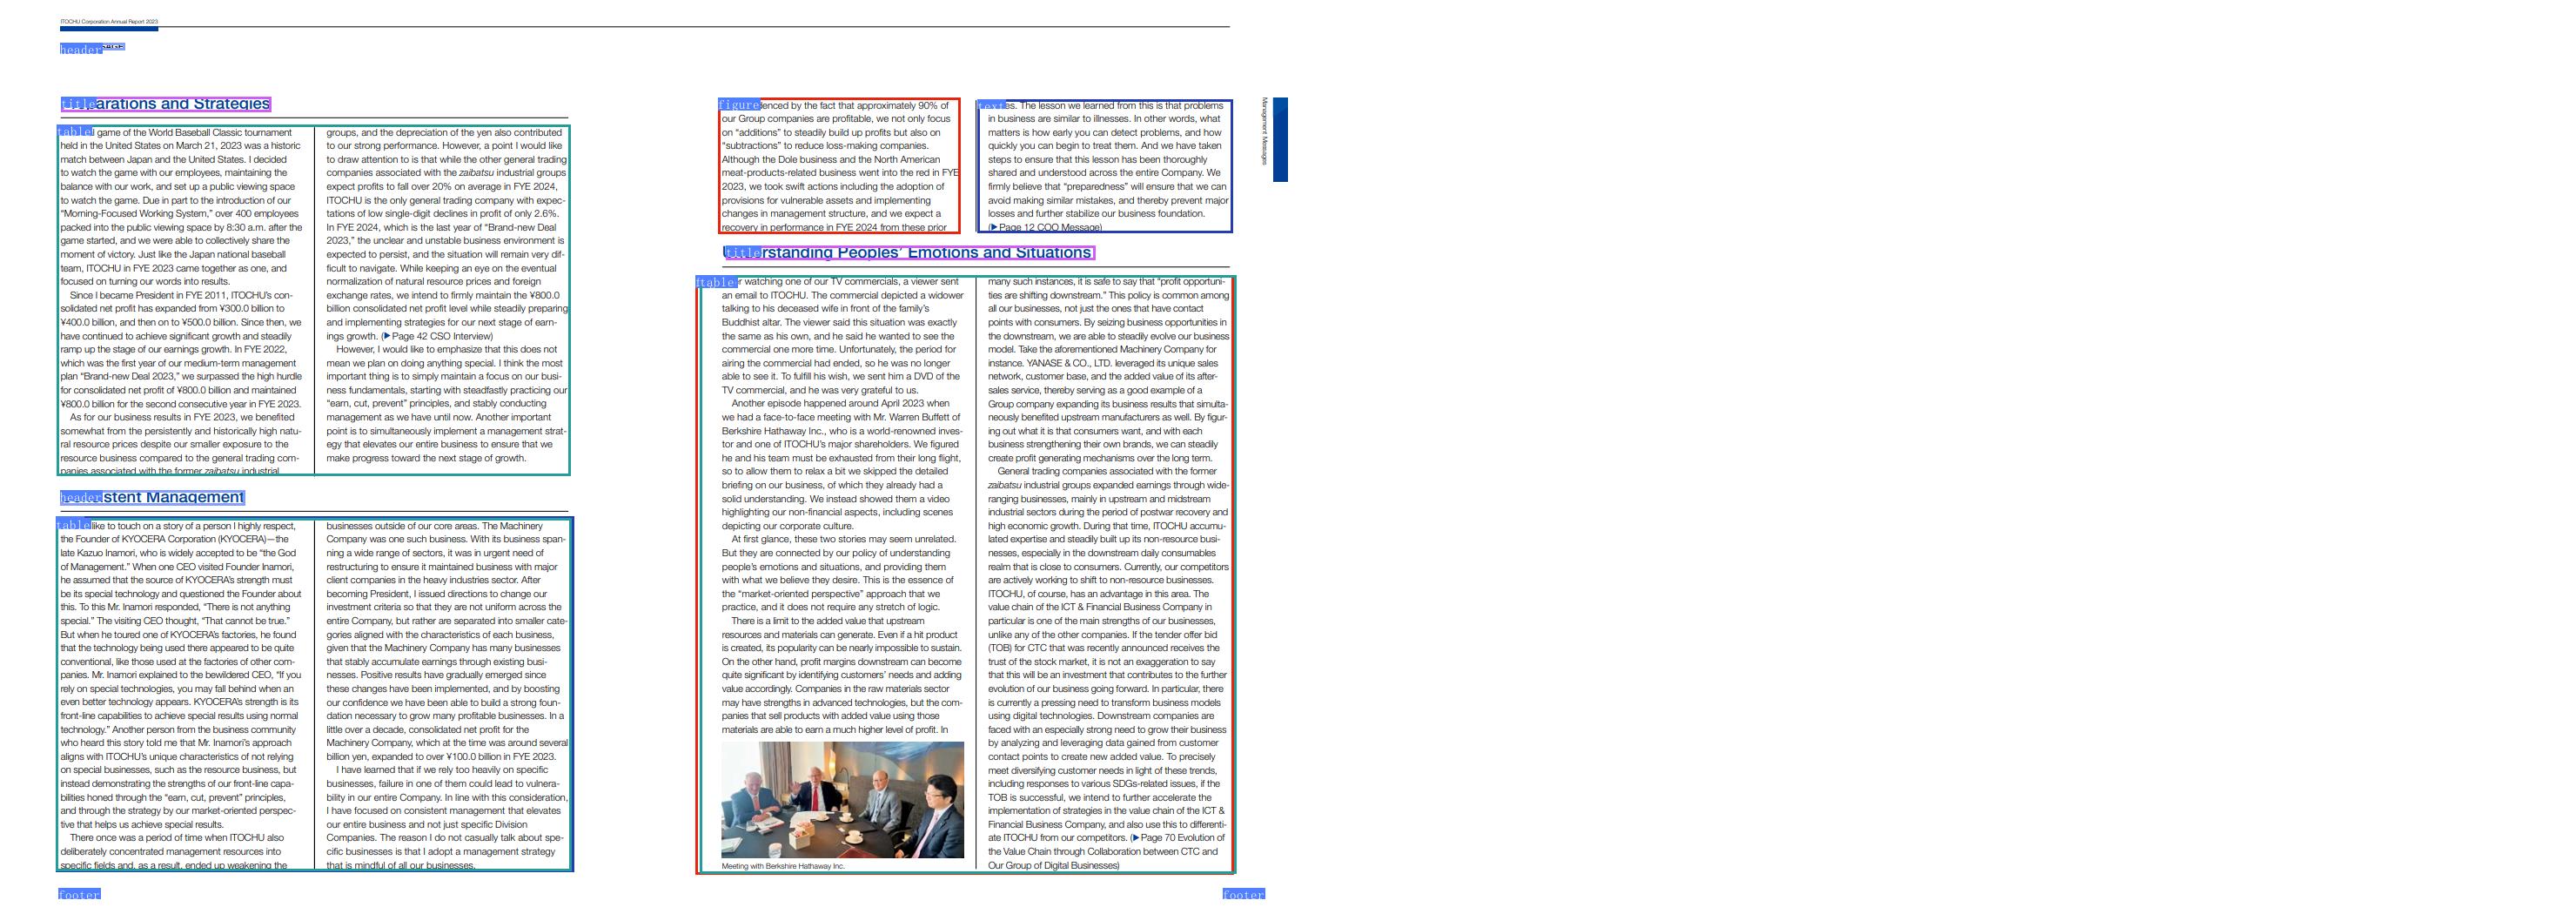 ITOCHU Corporation Annual Report 2023
header
title
arations and Strategies
table
game of the World Baseball Classic tournament
held in the United States on March 21, 2023 was a historic
match between Japan and the United States. I decided
to watch the game with our employees, maintaining the
balance with our work, and set up a public viewing space
to watch the game. Due in part to the introduction of our
“Morning-Focused Working System,” over 400 employees
packed into the public viewing space by 8:30 a.m. after the
game started, and we were able to collectively share the
moment of victory. Just like the Japan national baseball
team, ITOCHU in FYE 2023 came together as one, and
focused on turning our words into results.
Since I became President in FYE 2011, ITOCHU’s con-
solidated net profit has expanded from ¥300.0 billion to
¥400.0 billion, and then on to ¥500.0 billion. Since then, we
have continued to achieve significant growth and steadily
ramp up the stage of our earnings growth. In FYE 2022,
which was the first year of our medium-term management
plan “Brand-new Deal 2023,” we surpassed the high hurdle
for consolidated net profit of ¥800.0 billion and maintained
¥800.0 billion for the second consecutive year in FYE 2023.
As for our business results in FYE 2023, we benefited
somewhat from the persistently and historically high natu-
ral resource prices despite our smaller exposure to the
resource business compared to the general trading com-
panies associated with the former zaibatsu industrial
groups, and the depreciation of the yen also contributed
to our strong performance. However, a point I would like
to draw attention to is that while the other general trading
companies associated with the zaibatsu industrial groups
expect profits to fall over 20% on average in FYE 2024,
ITOCHU is the only general trading company with expec-
tations of low single-digit declines in profit of only 2.6%.
In FYE 2024, which is the last year of “Brand-new Deal
2023,” the unclear and unstable business environment is
expected to persist, and the situation will remain very dif-
ficult to navigate. While keeping an eye on the eventual
normalization of natural resource prices and foreign
exchange rates, we intend to firmly maintain the ¥800.0
billion consolidated net profit level while steadily preparing
and implementing strategies for our next stage of earn-
ings growth. (▶Page 42 CSO Interview)
However, I would like to emphasize that this does not
mean we plan on doing anything special. I think the most
important thing is to simply maintain a focus on our busi-
ness fundamentals, starting with steadfastly practicing our
“earn, cut, prevent” principles, and stably conducting
management as we have until now. Another important
point is to simultaneously implement a management strat-
egy that elevates our entire business to ensure that we
make progress toward the next stage of growth.
header
stent Management
table
like to touch on a story of a person I highly respect,
the Founder of KYOCERA Corporation (KYOCERA)—the
late Kazuo Inamori, who is widely accepted to be “the God
of Management.” When one CEO visited Founder Inamori,
he assumed that the source of KYOCERA’s strength must
be its special technology and questioned the Founder about
this. To this Mr. Inamori responded, “There is not anything
special.” The visiting CEO thought, “That cannot be true.”
But when he toured one of KYOCERA’s factories, he found
that the technology being used there appeared to be quite
conventional, like those used at the factories of other com-
panies. Mr. Inamori explained to the bewildered CEO, “If you
rely on special technologies, you may fall behind when an
even better technology appears. KYOCERA’s strength is its
front-line capabilities to achieve special results using normal
technology.” Another person from the business community
who heard this story told me that Mr. Inamori’s approach
aligns with ITOCHU’s unique characteristics of not relying
on special businesses, such as the resource business, but
instead demonstrating the strengths of our front-line capa-
bilities honed through the “earn, cut, prevent” principles,
and through the strategy by our market-oriented perspec-
tive that helps us achieve special results.
There once was a period of time when ITOCHU also
deliberately concentrated management resources into
specific fields and, as a result, ended up weakening the
businesses outside of our core areas. The Machinery
Company was one such business. With its business span-
ning a wide range of sectors, it was in urgent need of
restructuring to ensure it maintained business with major
client companies in the heavy industries sector. After
becoming President, I issued directions to change our
investment criteria so that they are not uniform across the
entire Company, but rather are separated into smaller cate-
gories aligned with the characteristics of each business,
given that the Machinery Company has many businesses
that stably accumulate earnings through existing busi-
nesses. Positive results have gradually emerged since
these changes have been implemented, and by boosting
our confidence we have been able to build a strong foun-
dation necessary to grow many profitable businesses. In a
little over a decade, consolidated net profit for the
Machinery Company, which at the time was around several
billion yen, expanded to over ¥100.0 billion in FYE 2023.
I have learned that if we rely too heavily on specific
businesses, failure in one of them could lead to vulnera-
bility in our entire Company. In line with this consideration,
I have focused on consistent management that elevates
our entire business and not just specific Division
Companies. The reason I do not casually talk about spe-
cific businesses is that I adopt a management strategy
that is mindful of all our businesses.
footer
figure
enced by the fact that approximately 90% of
our Group companies are profitable, we not only focus
on “additions” to steadily build up profits but also on
“subtractions” to reduce loss-making companies.
Although the Dole business and the North American
meat-products-related business went into the red in FYE
2023, we took swift actions including the adoption of
provisions for vulnerable assets and implementing
changes in management structure, and we expect a
recovery in performance in FYE 2024 from these prior
text
es. The lesson we learned from this is that problems
in business are similar to illnesses. In other words, what
matters is how early you can detect problems, and how
quickly you can begin to treat them. And we have taken
steps to ensure that this lesson has been thoroughly
shared and understood across the entire Company. We
firmly believe that “preparedness” will ensure that we can
avoid making similar mistakes, and thereby prevent major
losses and further stabilize our business foundation.
(▶Page 12 COO Message)
Management Messages
title
rstanding Peoples’ Emotions and Situations
table
r watching one of our TV commercials, a viewer sent
an email to ITOCHU. The commercial depicted a widower
talking to his deceased wife in front of the family’s
Buddhist altar. The viewer said this situation was exactly
the same as his own, and he said he wanted to see the
commercial one more time. Unfortunately, the period for
airing the commercial had ended, so he was no longer
able to see it. To fulfill his wish, we sent him a DVD of the
TV commercial, and he was very grateful to us.
Another episode happened around April 2023 when
we had a face-to-face meeting with Mr. Warren Buffett of
Berkshire Hathaway Inc., who is a world-renowned inves-
tor and one of ITOCHU’s major shareholders. We figured
he and his team must be exhausted from their long flight,
so to allow them to relax a bit we skipped the detailed
briefing on our business, of which they already had a
solid understanding. We instead showed them a video
highlighting our non-financial aspects, including scenes
depicting our corporate culture.
At first glance, these two stories may seem unrelated.
But they are connected by our policy of understanding
people’s emotions and situations, and providing them
with what we believe they desire. This is the essence of
the “market-oriented perspective” approach that we
practice, and it does not require any stretch of logic.
There is a limit to the added value that upstream
resources and materials can generate. Even if a hit product
is created, its popularity can be nearly impossible to sustain.
On the other hand, profit margins downstream can become
quite significant by identifying customers’ needs and adding
value accordingly. Companies in the raw materials sector
may have strengths in advanced technologies, but the com-
panies that sell products with added value using those
materials are able to earn a much higher level of profit. In
Meeting with Berkshire Hathaway Inc.
many such instances, it is safe to say that “profit opportuni-
ties are shifting downstream.” This policy is common among
all our businesses, not just the ones that have contact
points with consumers. By seizing business opportunities in
the downstream, we are able to steadily evolve our business
model. Take the aforementioned Machinery Company for
instance. YANASE & CO., LTD. leveraged its unique sales
network, customer base, and the added value of its after-
sales service, thereby serving as a good example of a
Group company expanding its business results that simulta-
neously benefited upstream manufacturers as well. By figur-
ing out what it is that consumers want, and with each
business strengthening their own brands, we can steadily
create profit generating mechanisms over the long term.
General trading companies associated with the former
zaibatsu industrial groups expanded earnings through wide-
ranging businesses, mainly in upstream and midstream
industrial sectors during the period of postwar recovery and
high economic growth. During that time, ITOCHU accumu-
lated expertise and steadily built up its non-resource busi-
nesses, especially in the downstream daily consumables
realm that is close to consumers. Currently, our competitors
are actively working to shift to non-resource businesses.
ITOCHU, of course, has an advantage in this area. The
value chain of the ICT & Financial Business Company in
particular is one of the main strengths of our businesses,
unlike any of the other companies. If the tender offer bid
(TOB) for CTC that was recently announced receives the
trust of the stock market, it is not an exaggeration to say
that this will be an investment that contributes to the further
evolution of our business going forward. In particular, there
is currently a pressing need to transform business models
using digital technologies. Downstream companies are
faced with an especially strong need to grow their business
by analyzing and leveraging data gained from customer
contact points to create new added value. To precisely
meet diversifying customer needs in light of these trends,
including responses to various SDGs-related issues, if the
TOB is successful, we intend to further accelerate the
implementation of strategies in the value chain of the ICT &
Financial Business Company, and also use this to differenti-
ate ITOCHU from our competitors. (▶Page 70 Evolution of
the Value Chain through Collaboration between CTC and
Our Group of Digital Businesses)
footer